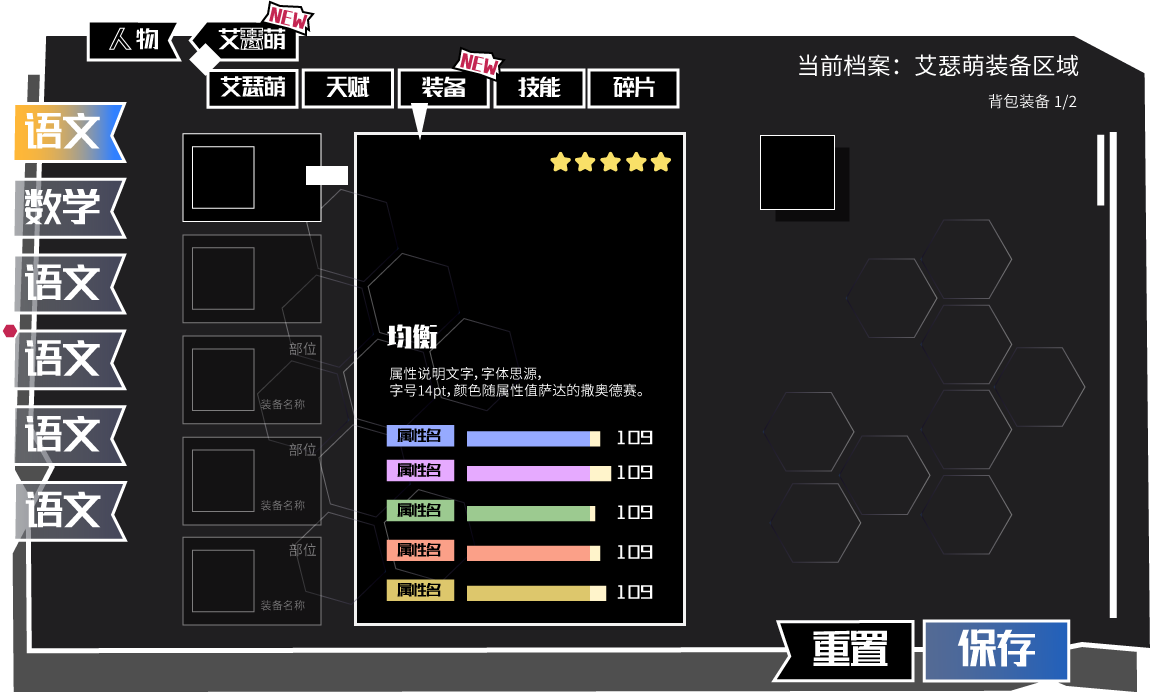 人物
艾瑟萌
NEW
艾瑟萌
天赋
装备
NEW
技能
碎片
当前档案：艾瑟萌装备区域
背包装备 1/2
语文
数学
语文
语文
语文
语文
部位
装备名称
部位
装备名称
部位
装备名称
均衡
属性说明文字，字体思源，
字号14pt，颜色随属性值萨达的撒奥德赛。
属性名 109
属性名 109
属性名 109
属性名 109
属性名 109
重置
保存